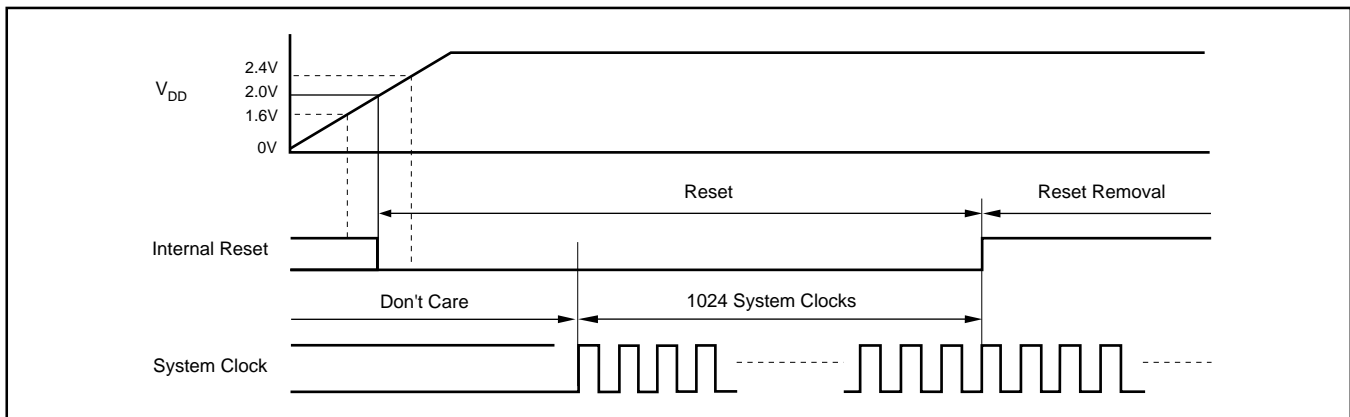 2.4V
V_DD
2.0V
1.6V
0V
Reset
Reset Removal
Internal Reset
Don't Care
1024 System Clocks
System Clock